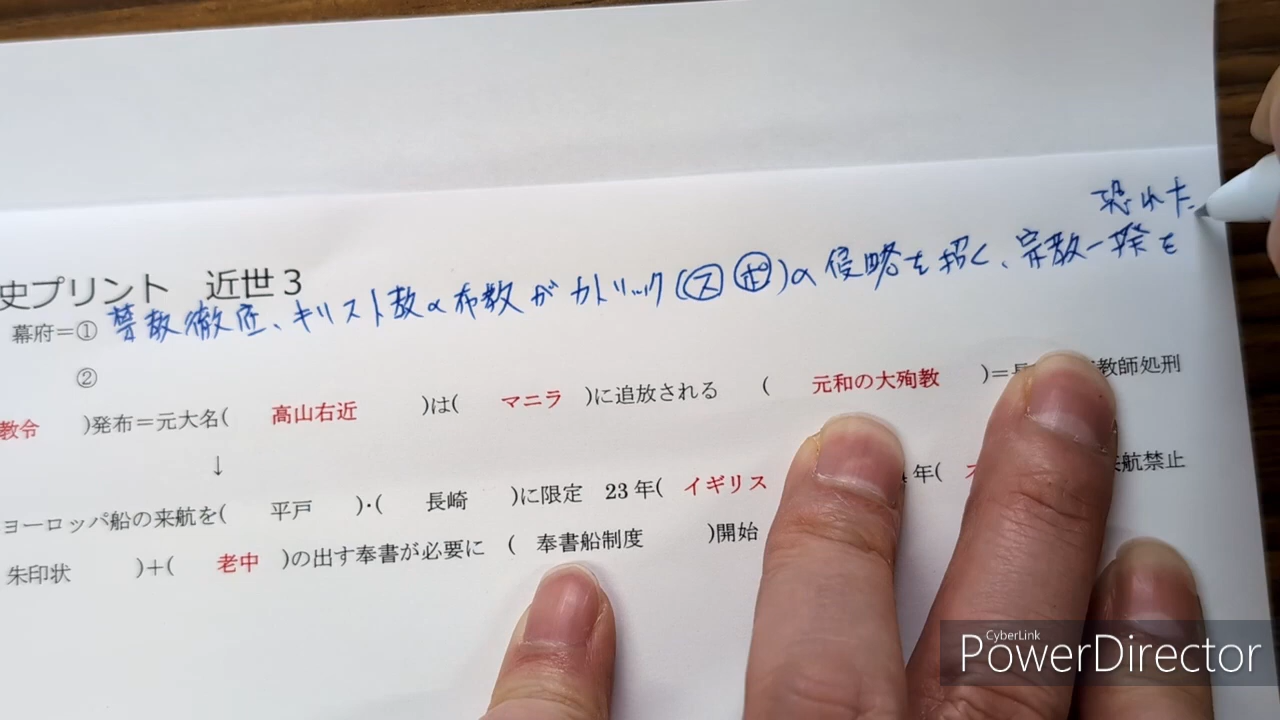 恐れた
史プリント 近世3
幕府=① 禁教徹底、キリスト教の布教がカトリック(ス ポ)の侵略を招く、宗教一揆を
②
教令 )発布=元大名( 高山右近 )は( マニラ )に追放される ( 元和の大殉教 )=長 教師処刑
↓
ヨーロッパ船の来航を( 平戸 )・( 長崎 )に限定 23年( イギリス 年( 来航禁止
朱印状 )+( 老中 )の出す奉書が必要に ( 奉書船制度 )開始
CyberLink
PowerDirector